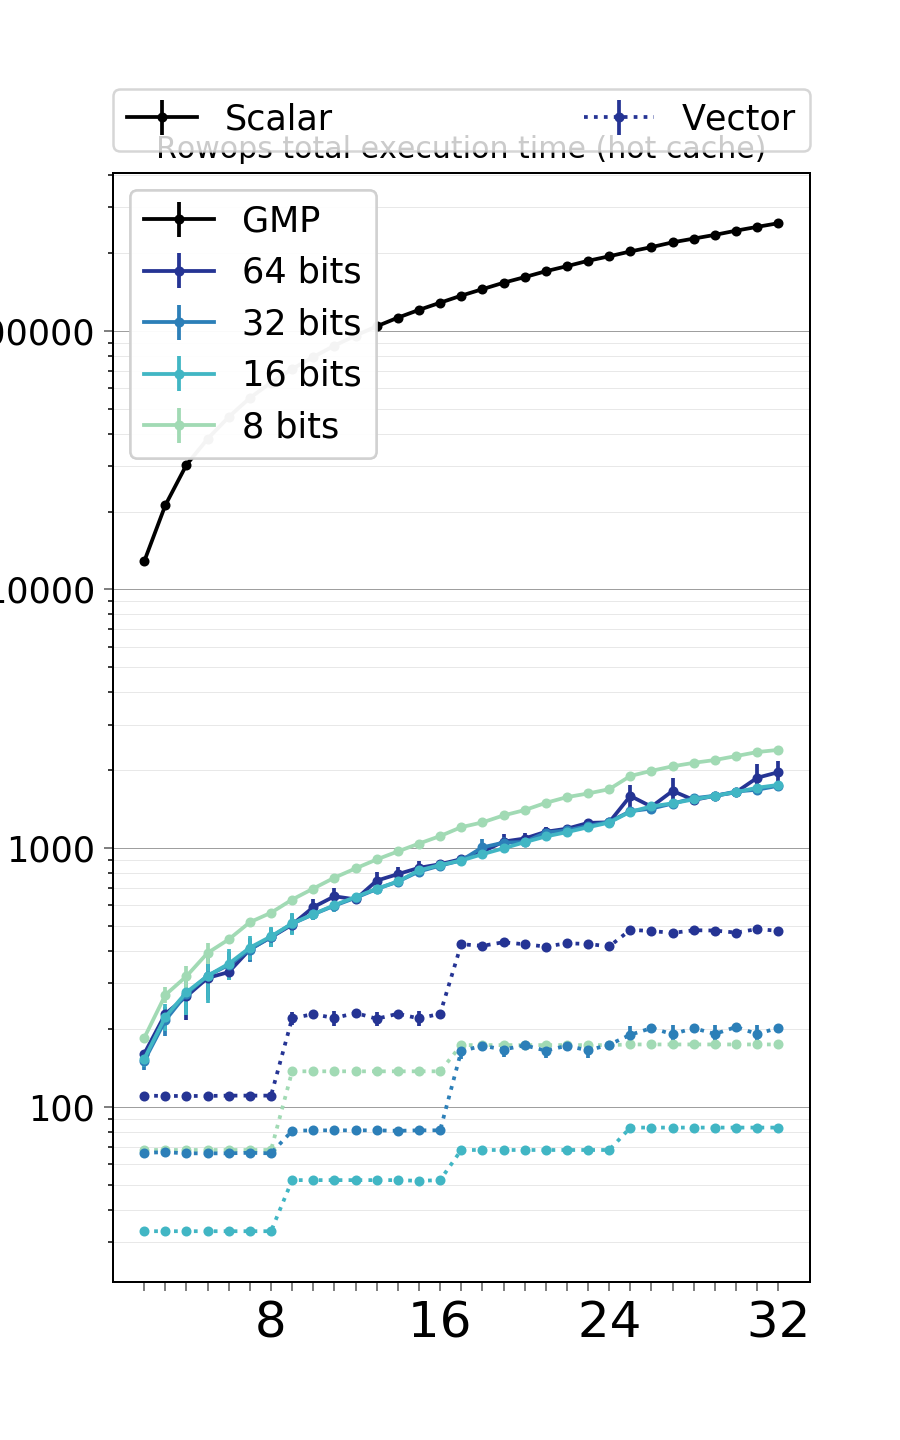 Scalar Vector
Rowops total execution time (hot cache)
GMP
64 bits
32 bits
16 bits
8 bits
00000
10000
1000
100
8 16 24 32